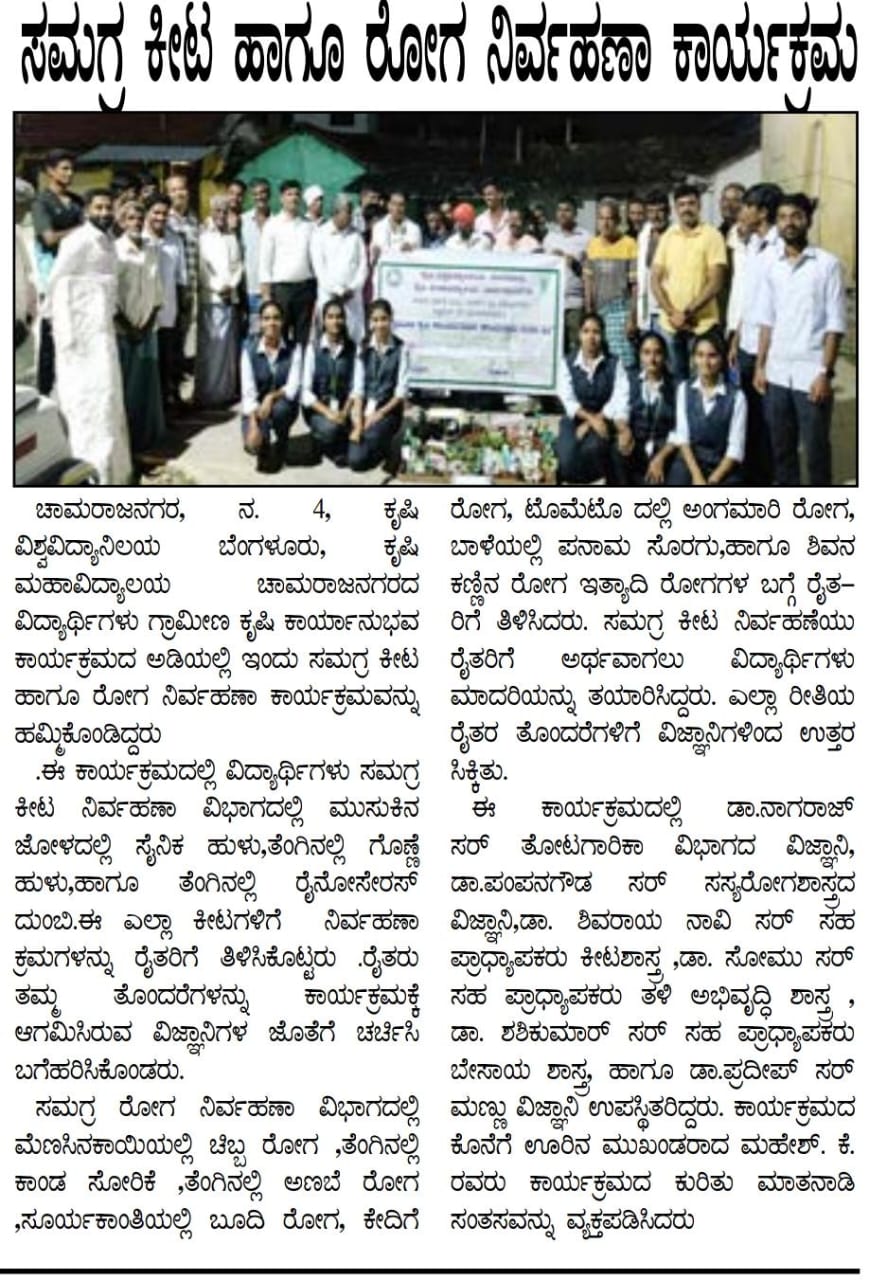 ಸಮಗ್ರ ಕೀಟ ಹಾಗೂ ರೋಗ ನಿರ್ವಹಣಾ ಕಾರ್ಯಕ್ರಮ
ಚಾಮರಾಜನಗರ, ನ. 4, ಕೃಷಿ
ವಿಶ್ವವಿದ್ಯಾನಿಲಯ ಬೆಂಗಳೂರು, ಕೃಷಿ
ಮಹಾವಿದ್ಯಾಲಯ ಚಾಮರಾಜನಗರದ
ವಿದ್ಯಾರ್ಥಿಗಳು ಗ್ರಾಮೀಣ ಕೃಷಿ ಕಾರ್ಯಾನುಭವ
ಕಾರ್ಯಕ್ರಮದ ಅಡಿಯಲ್ಲಿ ಇಂದು ಸಮಗ್ರ ಕೀಟ
ಹಾಗೂ ರೋಗ ನಿರ್ವಹಣಾ ಕಾರ್ಯಕ್ರಮವನ್ನು
ಹಮ್ಮಿಕೊಂಡಿದ್ದರು
.ಈ ಕಾರ್ಯಕ್ರಮದಲ್ಲಿ ವಿದ್ಯಾರ್ಥಿಗಳು ಸಮಗ್ರ
ಕೀಟ ನಿರ್ವಹಣಾ ವಿಭಾಗದಲ್ಲಿ ಮುಸುಕಿನ
ಜೋಳದಲ್ಲಿ ಸೈನಿಕ ಹುಳು,ತೆಂಗಿನಲ್ಲಿ ಗೊಣ್ಣೆ
ಹುಳು,ಹಾಗೂ ತೆಂಗಿನಲ್ಲಿ ರೈನೋಸೇರಸ್
ದುಂಬಿ.ಈ ಎಲ್ಲಾ ಕೀಟಗಳಿಗೆ ನಿರ್ವಹಣಾ
ಕ್ರಮಗಳನ್ನು ರೈತರಿಗೆ ತಿಳಿಸಿಕೊಟ್ಟರು .ರೈತರು
ತಮ್ಮ ತೊಂದರೆಗಳನ್ನು ಕಾರ್ಯಕ್ರಮಕ್ಕೆ
ಆಗಮಿಸಿರುವ ವಿಜ್ಞಾನಿಗಳ ಜೊತೆಗೆ ಚರ್ಚಿಸಿ
ಬಗೆಹರಿಸಿಕೊಂಡರು.
ಸಮಗ್ರ ರೋಗ ನಿರ್ವಹಣಾ ವಿಭಾಗದಲ್ಲಿ
ಮೆಣಸಿನಕಾಯಿಯಲ್ಲಿ ಚಿಬ್ಬ ರೋಗ ,ತೆಂಗಿನಲ್ಲಿ
ಕಾಂಡ ಸೋರಿಕೆ ,ತೆಂಗಿನಲ್ಲಿ ಅಣಬೆ ರೋಗ
,ಸೂರ್ಯಕಾಂತಿಯಲ್ಲಿ ಬೂದಿ ರೋಗ, ಕೇದಿಗೆ
ರೋಗ, ಟೊಮೆಟೊ ದಲ್ಲಿ ಅಂಗಮಾರಿ ರೋಗ,
ಬಾಳೆಯಲ್ಲಿ ಪನಾಮ ಸೊರಗು,ಹಾಗೂ ಶಿವನ
ಕಣ್ಣಿನ ರೋಗ ಇತ್ಯಾದಿ ರೋಗಗಳ ಬಗ್ಗೆ ರೈತ-
ರಿಗೆ ತಿಳಿಸಿದರು. ಸಮಗ್ರ ಕೀಟ ನಿರ್ವಹಣೆಯು
ರೈತರಿಗೆ ಅರ್ಥವಾಗಲು ವಿದ್ಯಾರ್ಥಿಗಳು
ಮಾದರಿಯನ್ನು ತಯಾರಿಸಿದ್ದರು. ಎಲ್ಲಾ ರೀತಿಯ
ರೈತರ ತೊಂದರೆಗಳಿಗೆ ವಿಜ್ಞಾನಿಗಳಿಂದ ಉತ್ತರ
ಸಿಕ್ಕಿತು.
ಈ ಕಾರ್ಯಕ್ರಮದಲ್ಲಿ ಡಾ.ನಾಗರಾಜ್
ಸರ್ ತೋಟಗಾರಿಕಾ ವಿಭಾಗದ ವಿಜ್ಞಾನಿ,
ಡಾ.ಪಂಪನಗೌಡ ಸರ್ ಸಸ್ಯರೋಗಶಾಸ್ತ್ರದ
ವಿಜ್ಞಾನಿ,ಡಾ. ಶಿವರಾಯ ನಾವಿ ಸರ್ ಸಹ
ಪ್ರಾಧ್ಯಾಪಕರು ಕೀಟಶಾಸ್ತ್ರ ,ಡಾ. ಸೋಮು ಸರ್
ಸಹ ಪ್ರಾಧ್ಯಾಪಕರು ತಳಿ ಅಭಿವೃದ್ಧಿ ಶಾಸ್ತ್ರ ,
ಡಾ. ಶಶಿಕುಮಾರ್ ಸರ್ ಸಹ ಪ್ರಾಧ್ಯಾಪಕರು
ಬೇಸಾಯ ಶಾಸ್ತ್ರ, ಹಾಗೂ ಡಾ.ಪ್ರದೀಪ್ ಸರ್
ಮಣ್ಣು ವಿಜ್ಞಾನಿ ಉಪಸ್ಥಿತರಿದ್ದರು. ಕಾರ್ಯಕ್ರಮದ
ಕೊನೆಗೆ ಊರಿನ ಮುಖಂಡರಾದ ಮಹೇಶ್. ಕೆ.
ರವರು ಕಾರ್ಯಕ್ರಮದ ಕುರಿತು ಮಾತನಾಡಿ
ಸಂತಸವನ್ನು ವ್ಯಕ್ತಪಡಿಸಿದರು